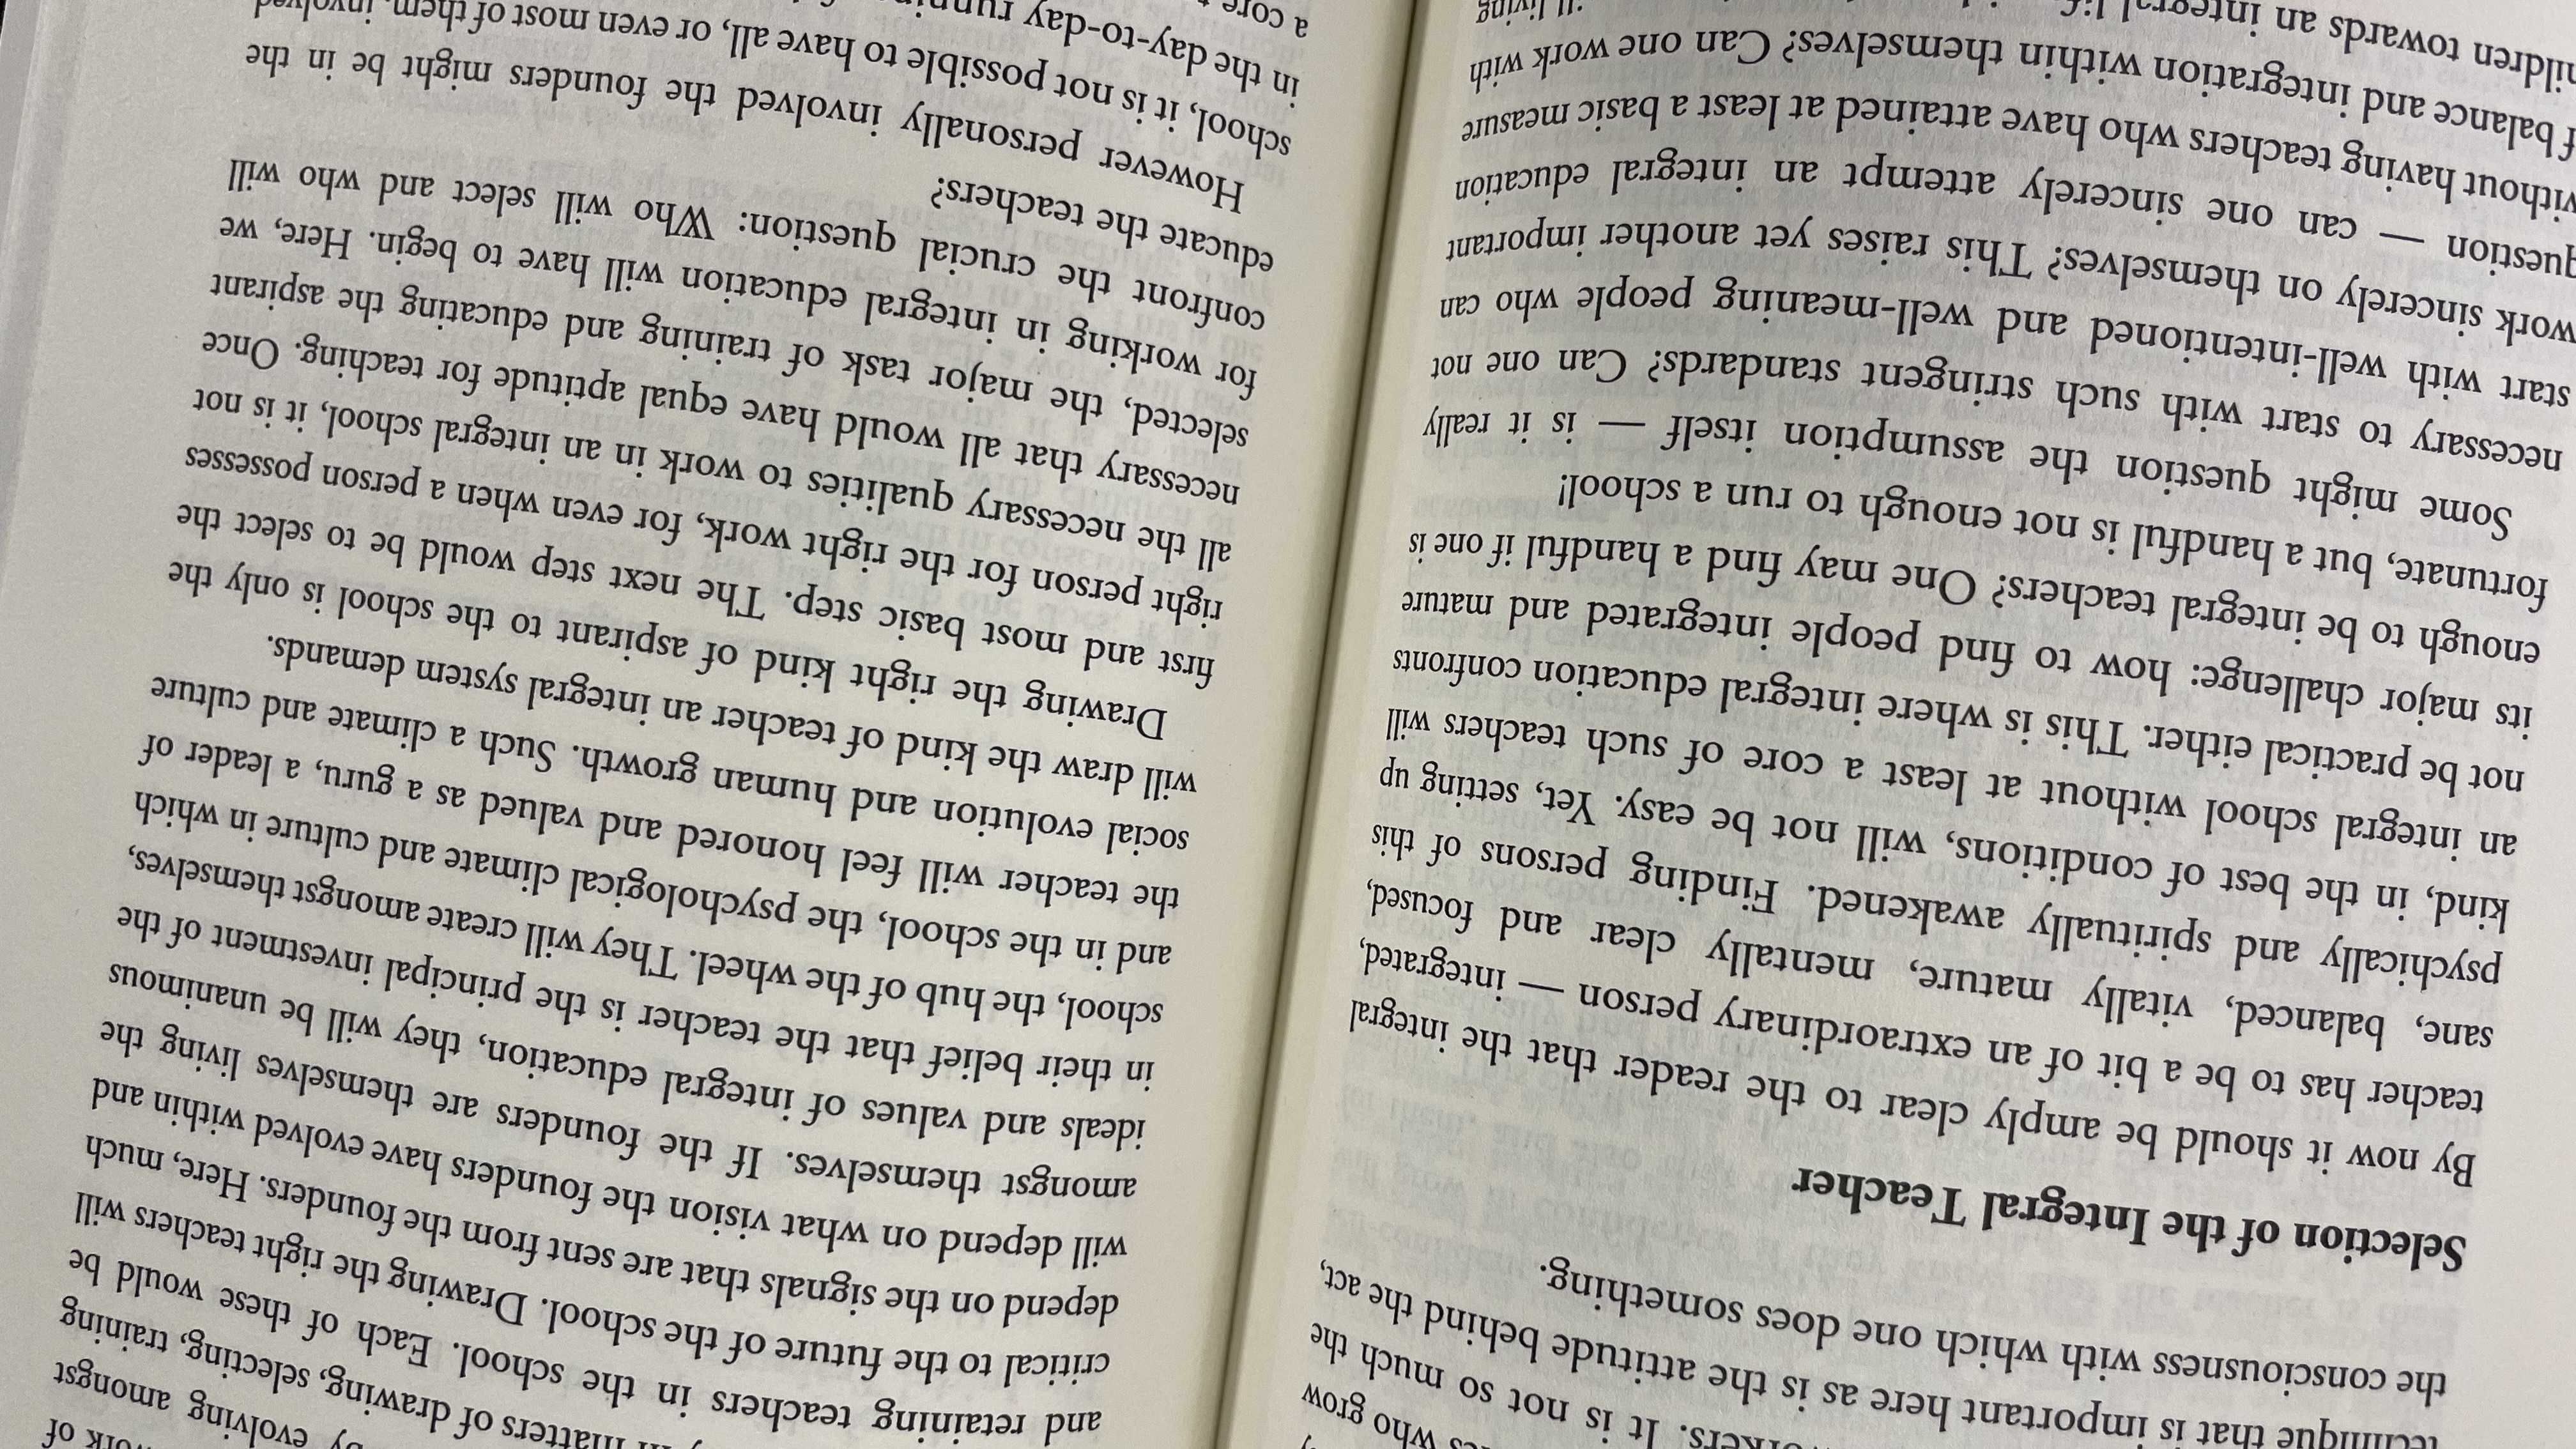 who grow
It is not so much the
technique that is important here as is the attitude behind the act,
the consciousness with which one does something.
Selection of the Integral Teacher
By now it should be amply clear to the reader that the integral
teacher has to be a bit of an extraordinary person — integrated,
sane, balanced, vitally mature, mentally clear and focused,
psychically and spiritually awakened. Finding persons of this
kind, in the best of conditions, will not be easy. Yet, setting up
an integral school without at least a core of such teachers will
not be practical either. This is where integral education confronts
its major challenge: how to find people integrated and mature
enough to be integral teachers? One may find a handful if one is
fortunate, but a handful is not enough to run a school!
Some might question the assumption itself — is it really
necessary to start with such stringent standards? Can one not
start with well-intentioned and well-meaning people who can
work sincerely on themselves? This raises yet another important
question — can one sincerely attempt an integral education
without having teachers who have attained at least a basic measure
of balance and integration within themselves? Can one work with
children towards an integral living
work of
by evolving amongst
in matters of drawing, selecting, training
and retaining teachers in the school. Each of these would be
critical to the future of the school. Drawing the right teachers will
depend on the signals that are sent from the founders. Here, much
will depend on what vision the founders have evolved within and
amongst themselves. If the founders are themselves living the
ideals and values of integral education, they will be unanimous
in their belief that the teacher is the principal investment of the
school, the hub of the wheel. They will create amongst themselves,
and in the school, the psychological climate and culture in which
the teacher will feel honored and valued as a guru, a leader of
social evolution and human growth. Such a climate and culture
will draw the kind of teacher an integral system demands.
Drawing the right kind of aspirant to the school is only the
first and most basic step. The next step would be to select the
right person for the right work, for even when a person possesses
all the necessary qualities to work in an integral school, it is not
necessary that all would have equal aptitude for teaching. Once
selected, the major task of training and educating the aspirant
for working in integral education will have to begin. Here, we
confront the crucial question: Who will select and who will
educate the teachers?
However personally involved the founders might be in the
school, it is not possible to have all, or even most of them, involved
in the day-to-day running
a core